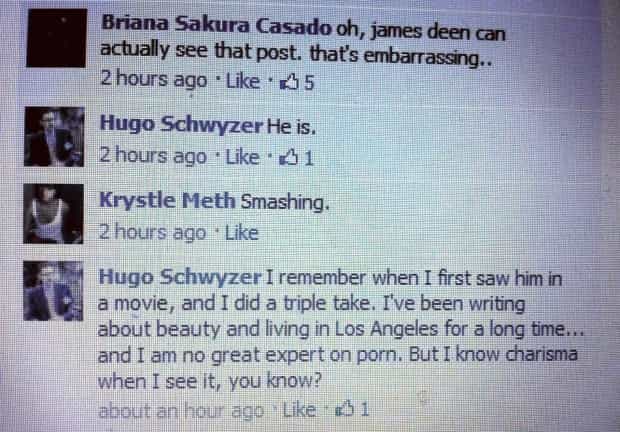 Briana Sakura Casado oh, james deen can
actually see that post. that's embarrassing..
2 hours ago · Like · 5
Hugo Schwyzer He is.
2 hours ago · Like · 1
Krystle Meth Smashing.
2 hours ago · Like
Hugo Schwyzer I remember when I first saw him in
a movie, and I did a triple take. I've been writing
about beauty and living in Los Angeles for a long time...
and I am no great expert on porn. But I know charisma
when I see it, you know?
about an hour ago · Like · 1